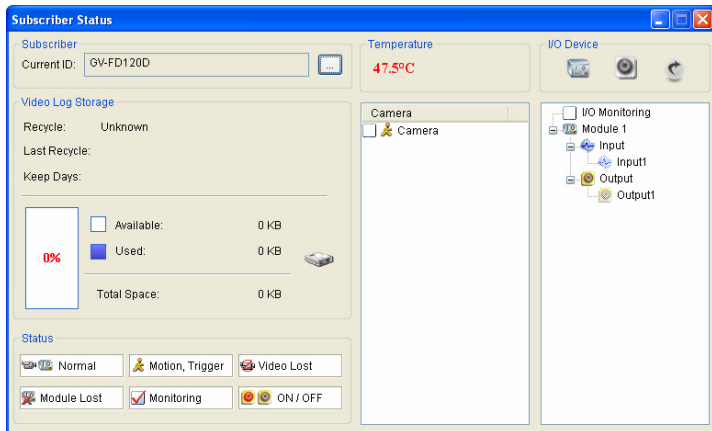 Subscriber Status
Subscriber
Current ID: GV-FD120D ...
Temperature
47.5°C
I/O Device
Video Log Storage
Recycle: Unknown
Last Recycle:
Keep Days:
0%
Available: 0 KB
Used: 0 KB
Total Space: 0 KB
Status
Normal
Motion, Trigger
Video Lost
Module Lost
Monitoring
ON / OFF
Camera
Camera
I/O Monitoring
Module 1
Input
Input1
Output
Output1